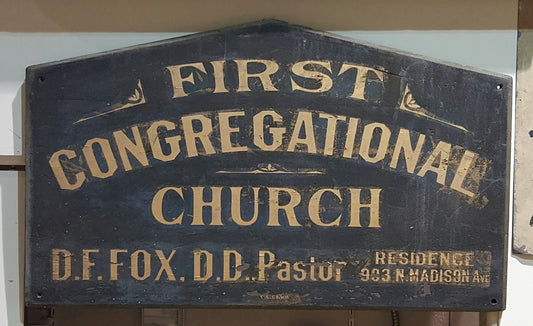 FIRST
CONGREGATIONAL
CHURCH
D.F. FOX, D.D., Pastor
RESIDENCE
983 N. MADISON AVE